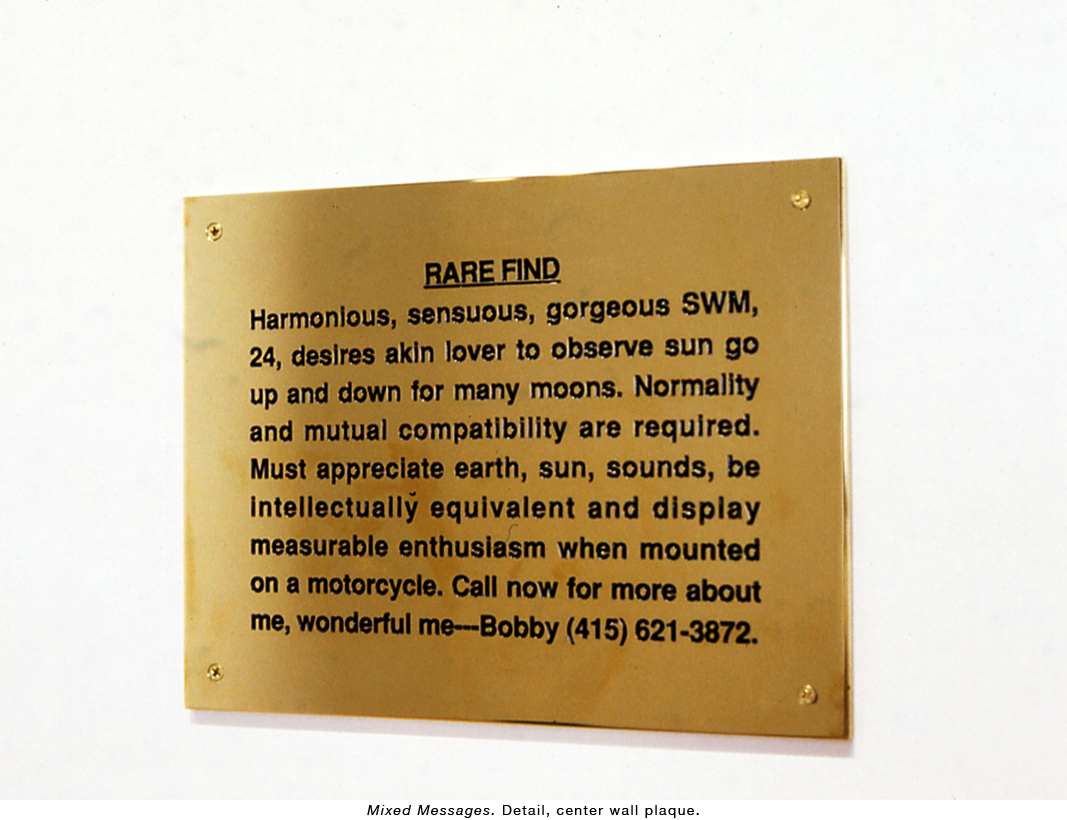 RARE FIND
Harmonious, sensuous, gorgeous SWM,
24, desires akin lover to observe sun go
up and down for many moons. Normality
and mutual compatibility are required.
Must appreciate earth, sun, sounds, be
intellectually equivalent and display
measurable enthusiasm when mounted
on a motorcycle. Call now for more about
me, wonderful me---Bobby (415) 621-3872.
Mixed Messages. Detail, center wall plaque.